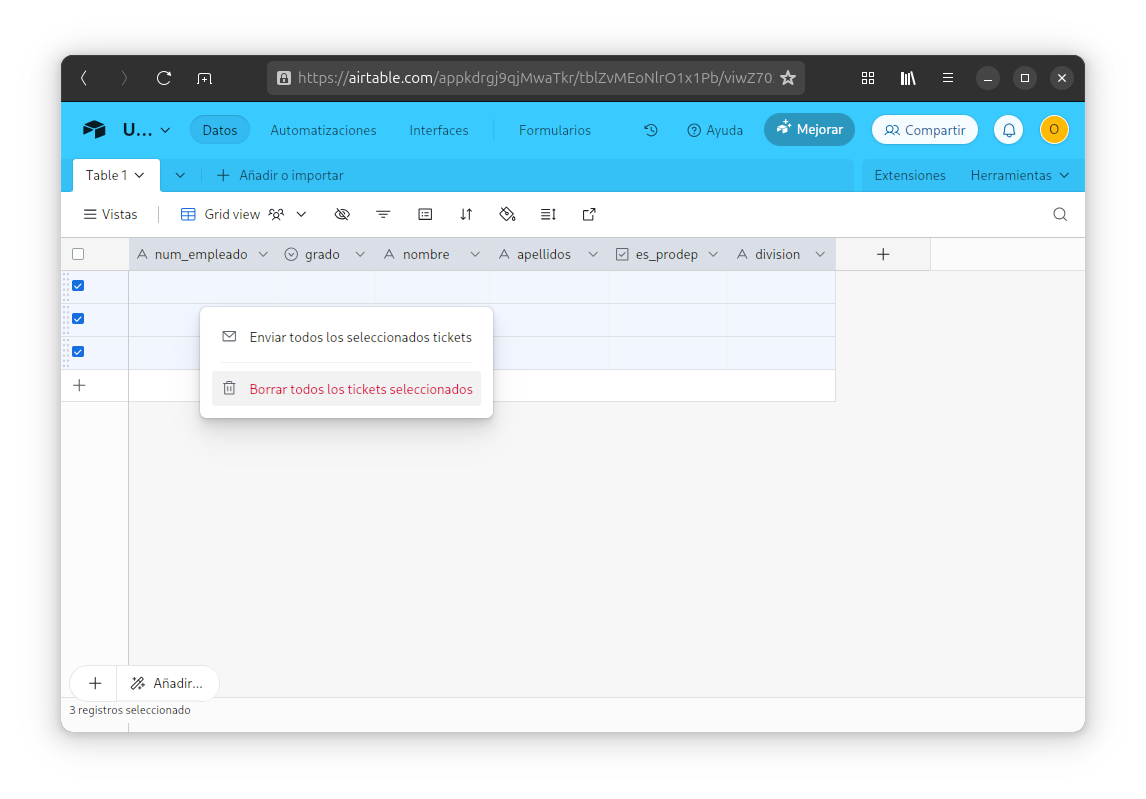 https://airtable.com/appkdrgj9qjMwaTkr/tblZvMEoNlrO1x1Pb/viwZ70
U... Datos Automatizaciones Interfaces Formularios Ayuda Mejorar Compartir O
Table 1 Añadir o importar Extensiones Herramientas
Vistas Grid view
num_empleado grado nombre apellidos es_prodep division
Enviar todos los seleccionados tickets
Borrar todos los tickets seleccionados
Añadir...
3 registros seleccionado